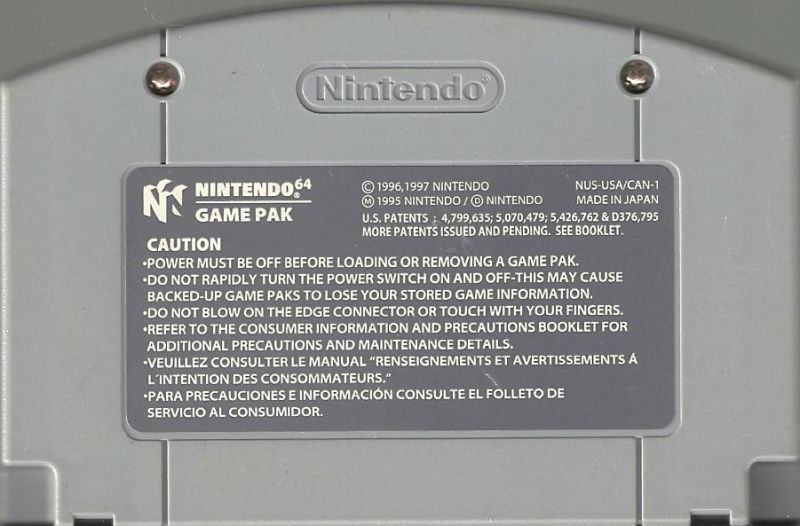 Nintendo®
NINTENDO64®
GAME PAK
© 1996,1997 NINTENDO
Ⓜ 1995 NINTENDO / Ⓓ NINTENDO
NUS-USA/CAN-1
MADE IN JAPAN
U.S. PATENTS : 4,799,635; 5,070,479; 5,426,762 & D376,795
MORE PATENTS ISSUED AND PENDING. SEE BOOKLET.
CAUTION
•POWER MUST BE OFF BEFORE LOADING OR REMOVING A GAME PAK.
•DO NOT RAPIDLY TURN THE POWER SWITCH ON AND OFF-THIS MAY CAUSE
BACKED-UP GAME PAKS TO LOSE YOUR STORED GAME INFORMATION.
•DO NOT BLOW ON THE EDGE CONNECTOR OR TOUCH WITH YOUR FINGERS.
•REFER TO THE CONSUMER INFORMATION AND PRECAUTIONS BOOKLET FOR
ADDITIONAL PRECAUTIONS AND MAINTENANCE DETAILS.
•VEUILLEZ CONSULTER LE MANUAL “RENSEIGNEMENTS ET AVERTISSEMENTS Á
L'INTENTION DES CONSOMMATEURS.”
•PARA PRECAUCIONES E INFORMACIÓN CONSULTE EL FOLLETO DE
SERVICIO AL CONSUMIDOR.